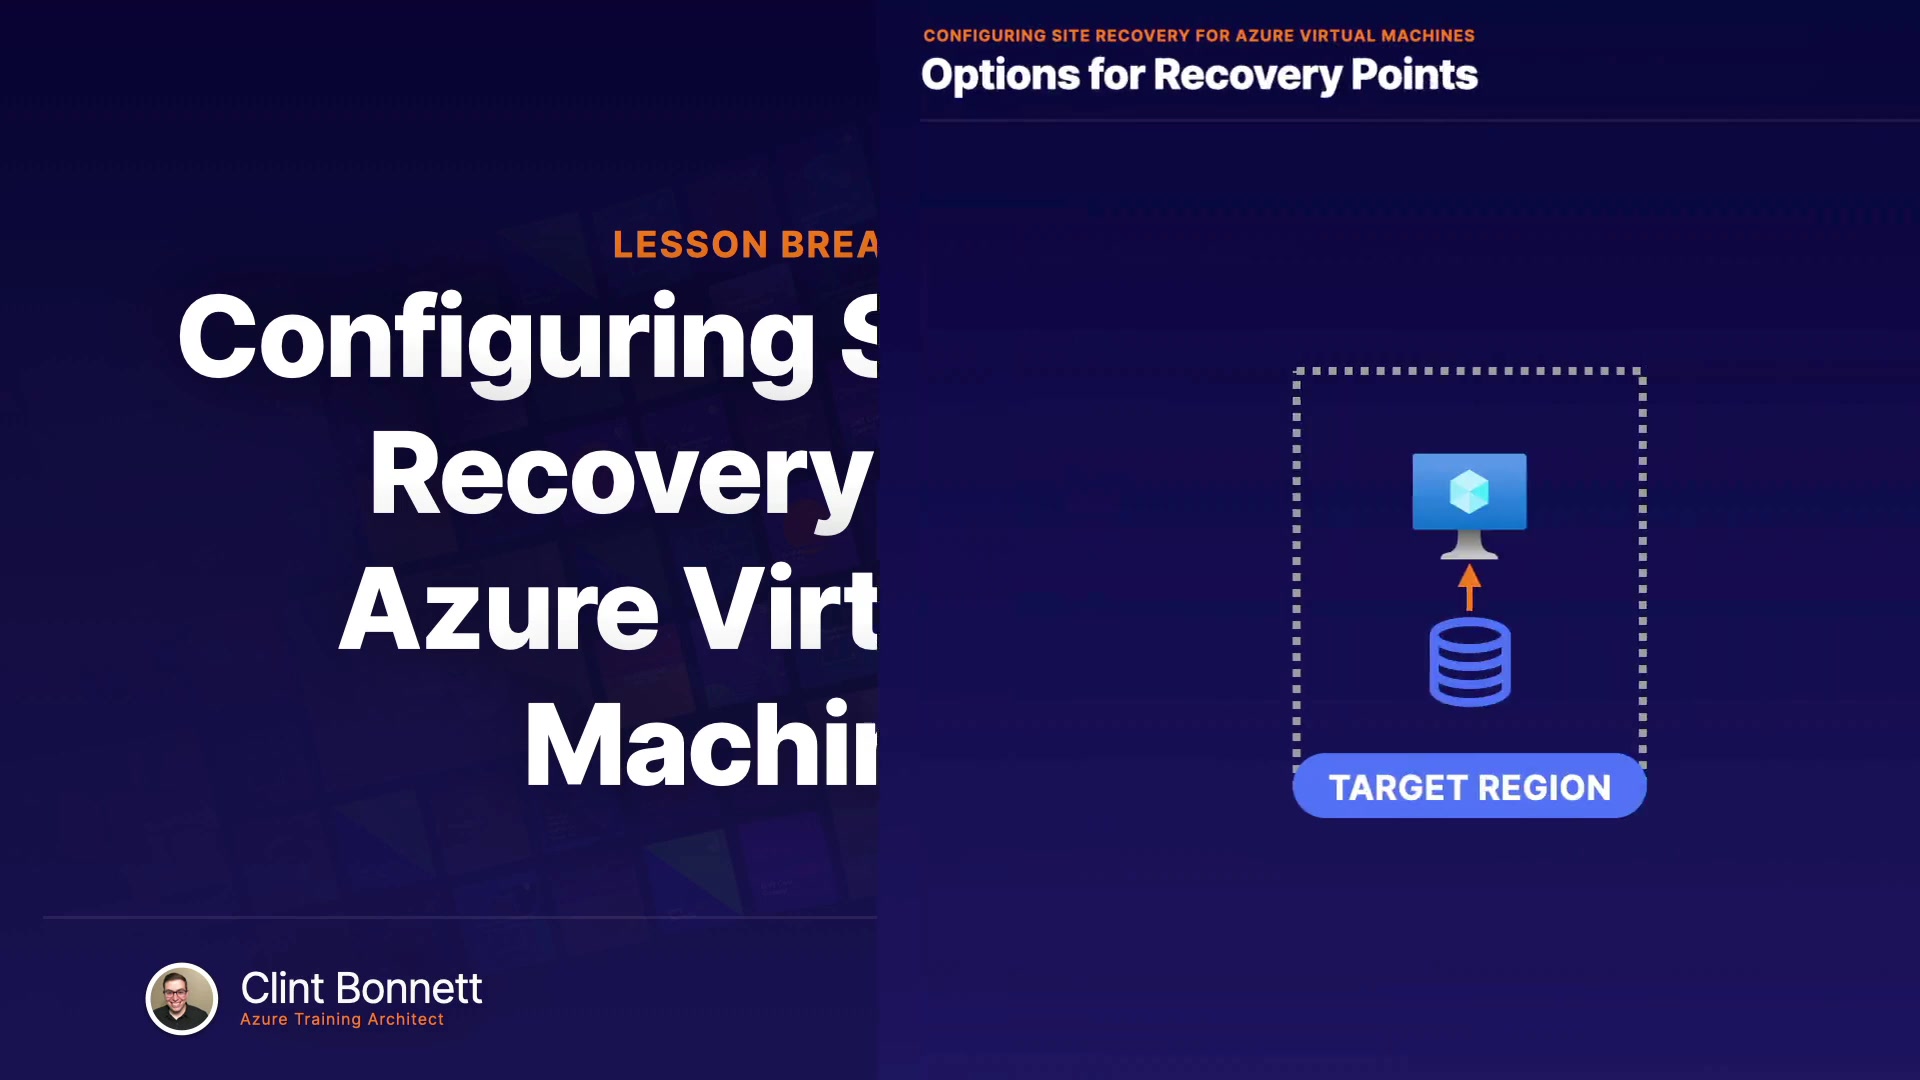 LESSON BREA
Configuring S
Recovery
Azure Virt
Machin
Clint Bonnett
Azure Training Architect
CONFIGURING SITE RECOVERY FOR AZURE VIRTUAL MACHINES
Options for Recovery Points
TARGET REGION